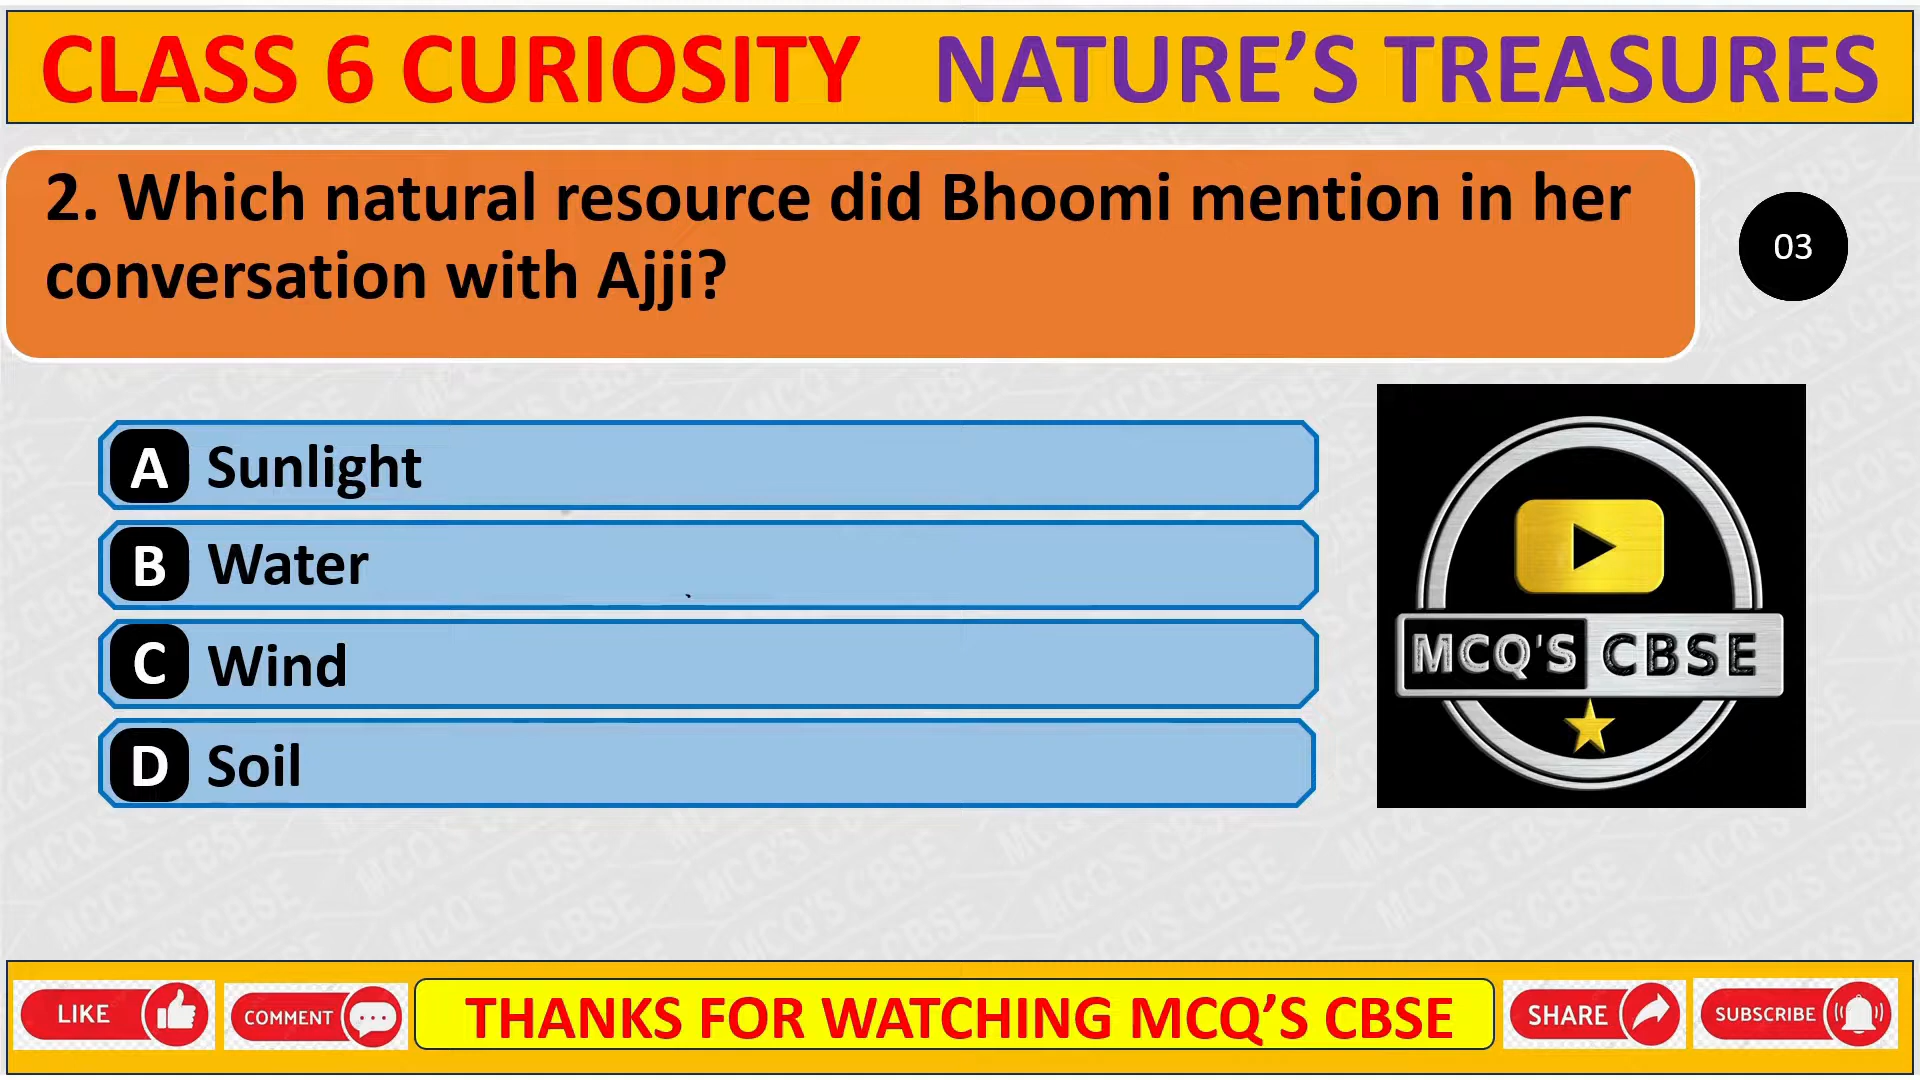 CLASS 6 CURIOSITY NATURE'S TREASURES
2. Which natural resource did Bhoomi mention in her
conversation with Ajji?
03
A Sunlight
B Water
C Wind
D Soil
MCQ'S CBSE
LIKE
COMMENT
THANKS FOR WATCHING MCQ'S CBSE
SHARE
SUBSCRIBE